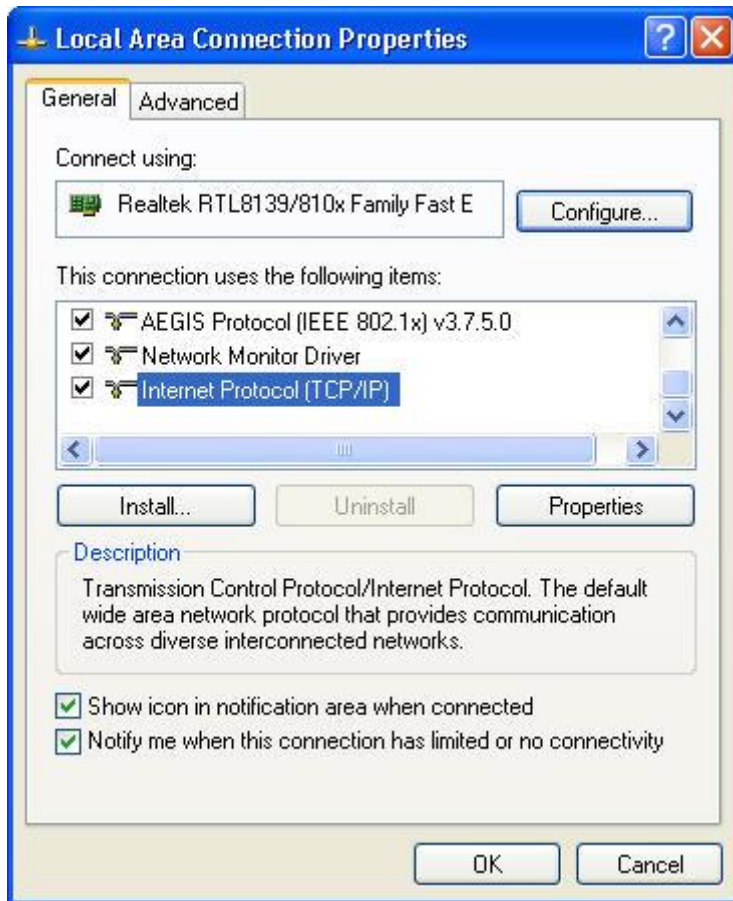 Local Area Connection Properties
General
Advanced
Connect using:
Realtek RTL8139/810x Family Fast E
Configure...
This connection uses the following items:
AEGIS Protocol (IEEE 802.1x) v3.7.5.0
Network Monitor Driver
Internet Protocol (TCP/IP)
Install...
Uninstall
Properties
Description
Transmission Control Protocol/Internet Protocol. The default
wide area network protocol that provides communication
across diverse interconnected networks.
Show icon in notification area when connected
Notify me when this connection has limited or no connectivity
OK
Cancel